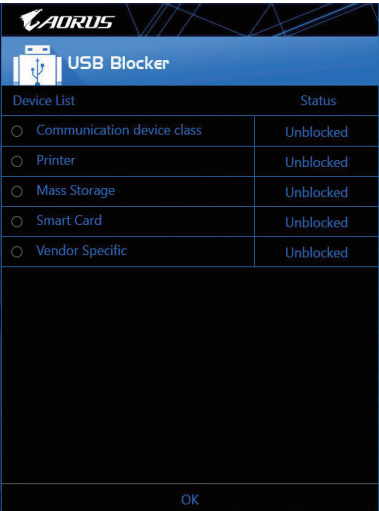 AORUS
USB Blocker
Device List Status
Communication device class Unblocked
Printer Unblocked
Mass Storage Unblocked
Smart Card Unblocked
Vendor Specific Unblocked
OK